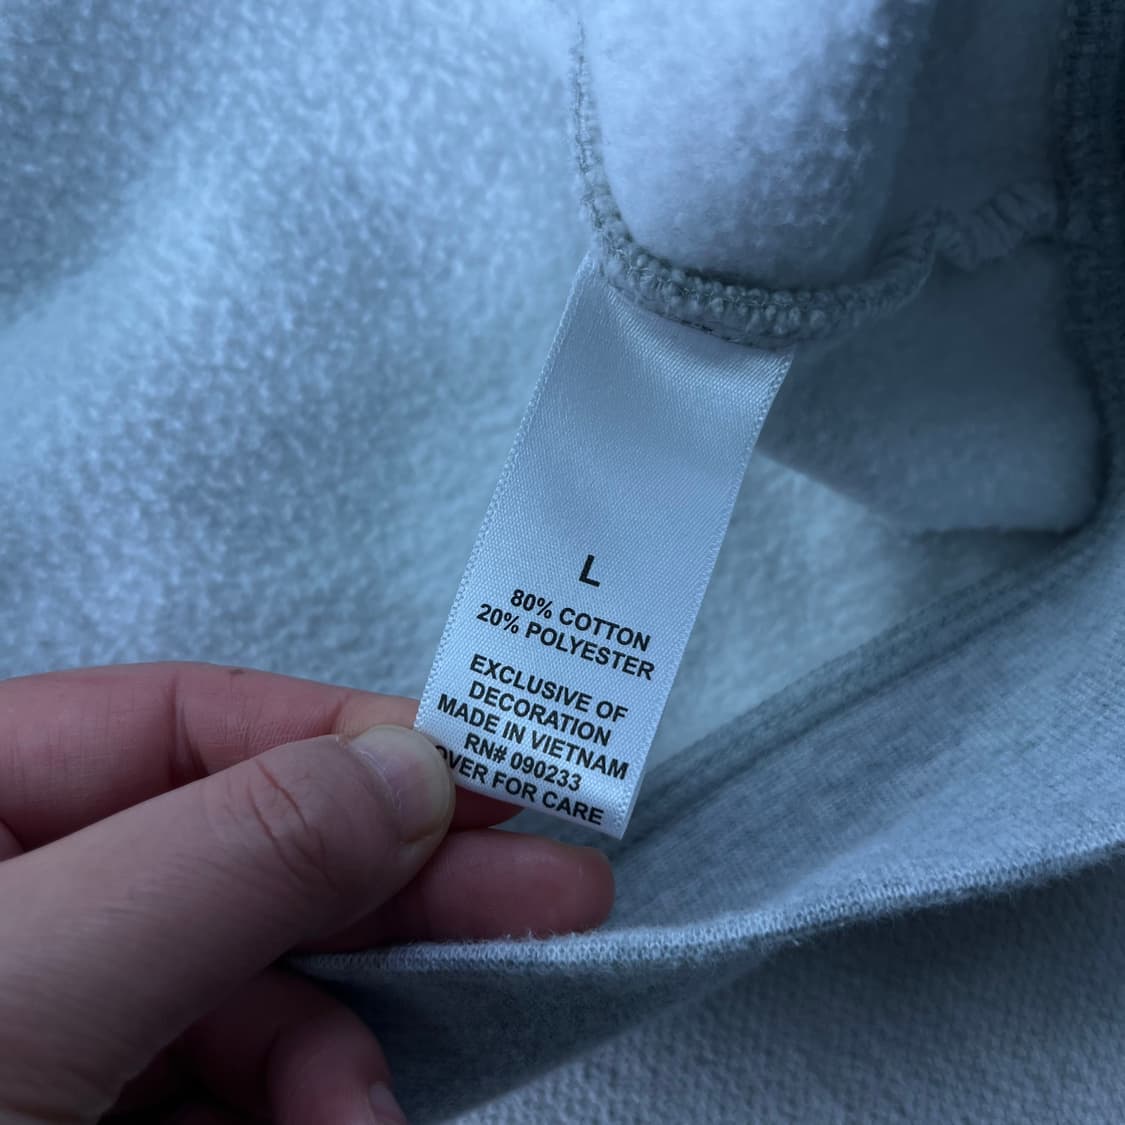 L
80% COTTON
20% POLYESTER
EXCLUSIVE OF
DECORATION
MADE IN VIETNAM
RN# 090233
OVER FOR CARE